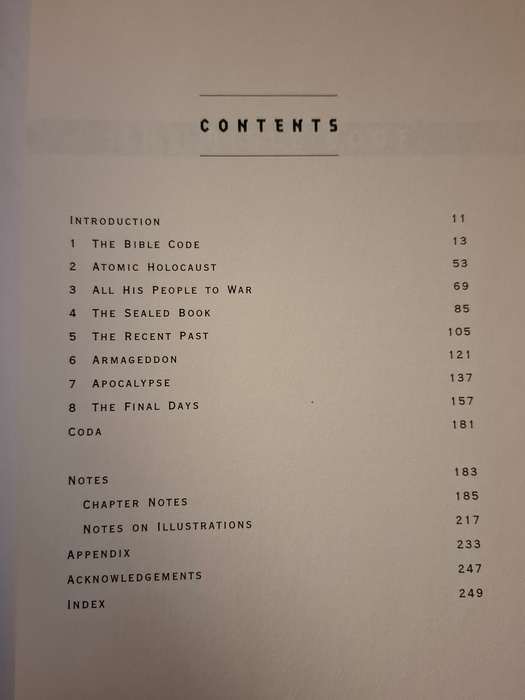 CONTENTS
INTRODUCTION 11
1 THE BIBLE CODE 13
2 ATOMIC HOLOCAUST 53
3 ALL HIS PEOPLE TO WAR 69
4 THE SEALED BOOK 85
5 THE RECENT PAST 105
6 ARMAGEDDON 121
7 APOCALYPSE 137
8 THE FINAL DAYS 157
CODA 181
NOTES 183
CHAPTER NOTES 185
NOTES ON ILLUSTRATIONS 217
APPENDIX 233
ACKNOWLEDGEMENTS 247
INDEX 249